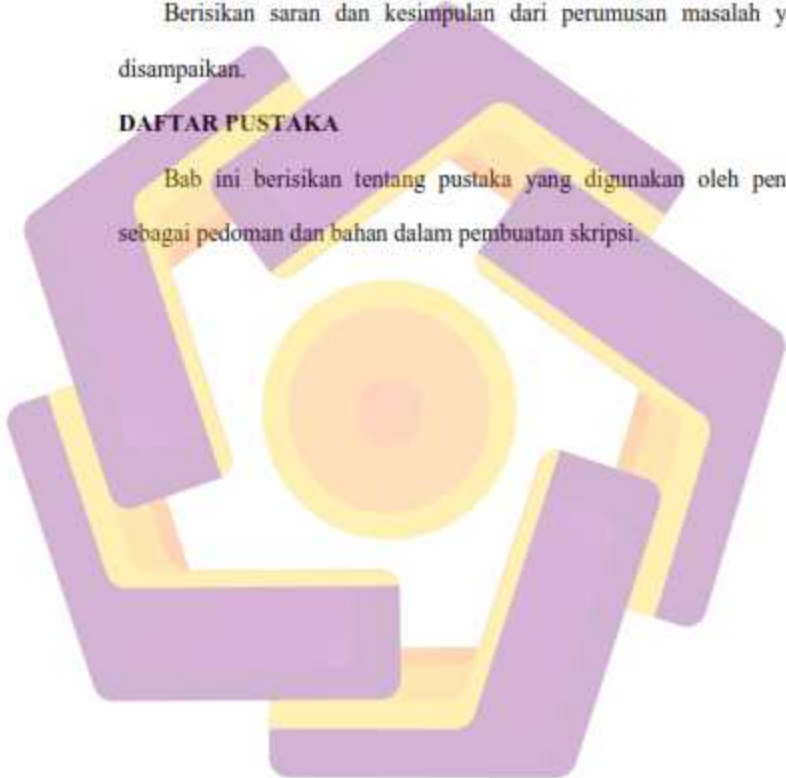 Berisikan saran dan kesimpulan dari perumusan masalah y
disampaikan.
DAFTAR PUSTAKA
Bab ini berisikan tentang pustaka yang digunakan oleh pen
sebagai pedoman dan bahan dalam pembuatan skripsi.